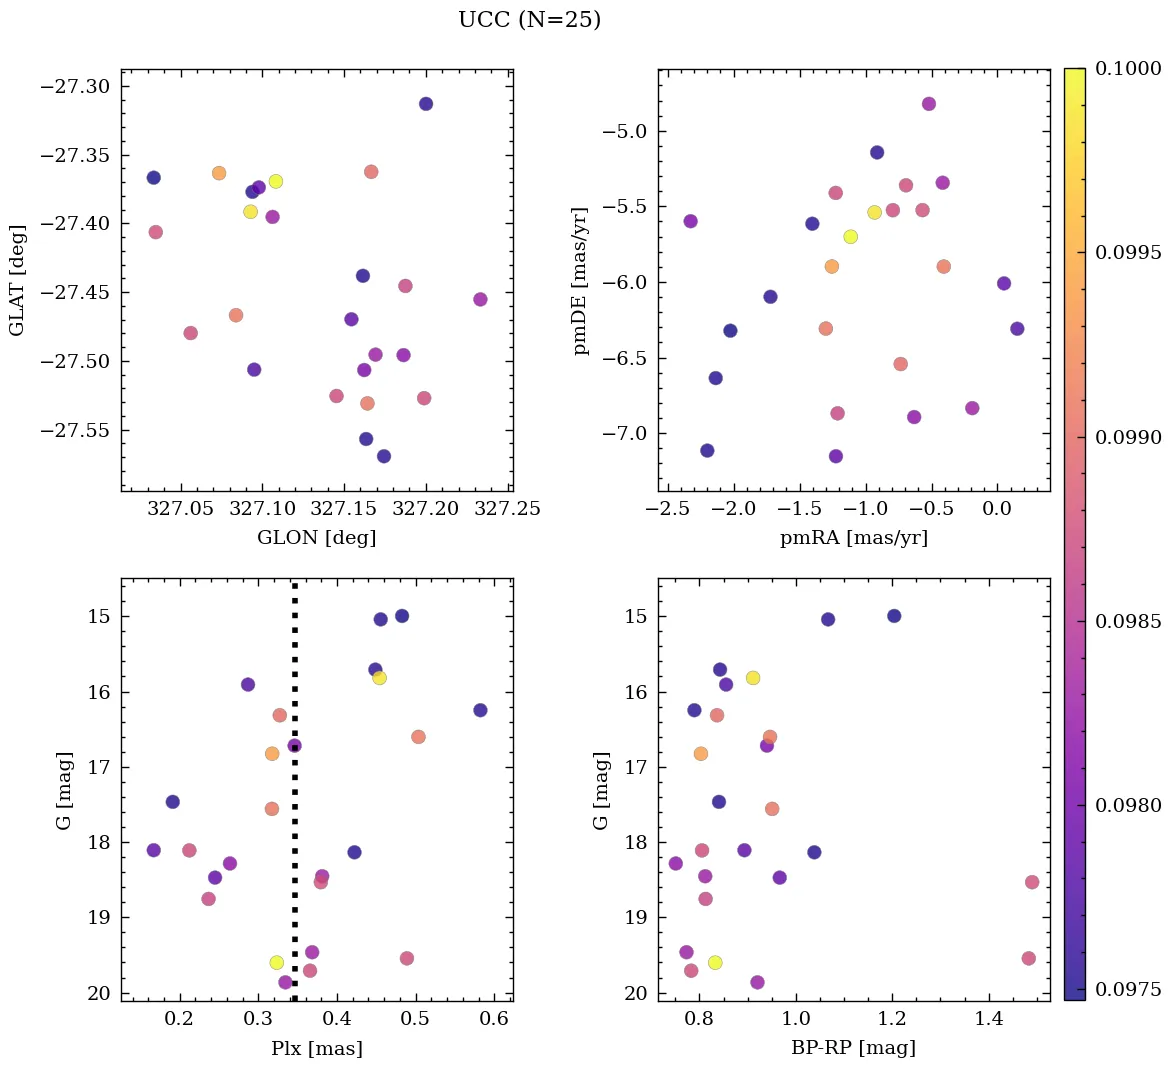 UCC (N=25)
−27.30
−27.35
−27.40
−27.45
−27.50
−27.55
GLAT [deg]
327.05 327.10 327.15 327.20 327.25
GLON [deg]
−5.0
−5.5
−6.0
−6.5
−7.0
pmDE [mas/yr]
−2.5 −2.0 −1.5 −1.0 −0.5 0.0
pmRA [mas/yr]
0.1000
0.0995
0.0990
0.0985
0.0980
0.0975
15
16
17
18
19
20
G [mag]
0.2 0.3 0.4 0.5 0.6
Plx [mas]
15
16
17
18
19
20
G [mag]
0.8 1.0 1.2 1.4
BP-RP [mag]